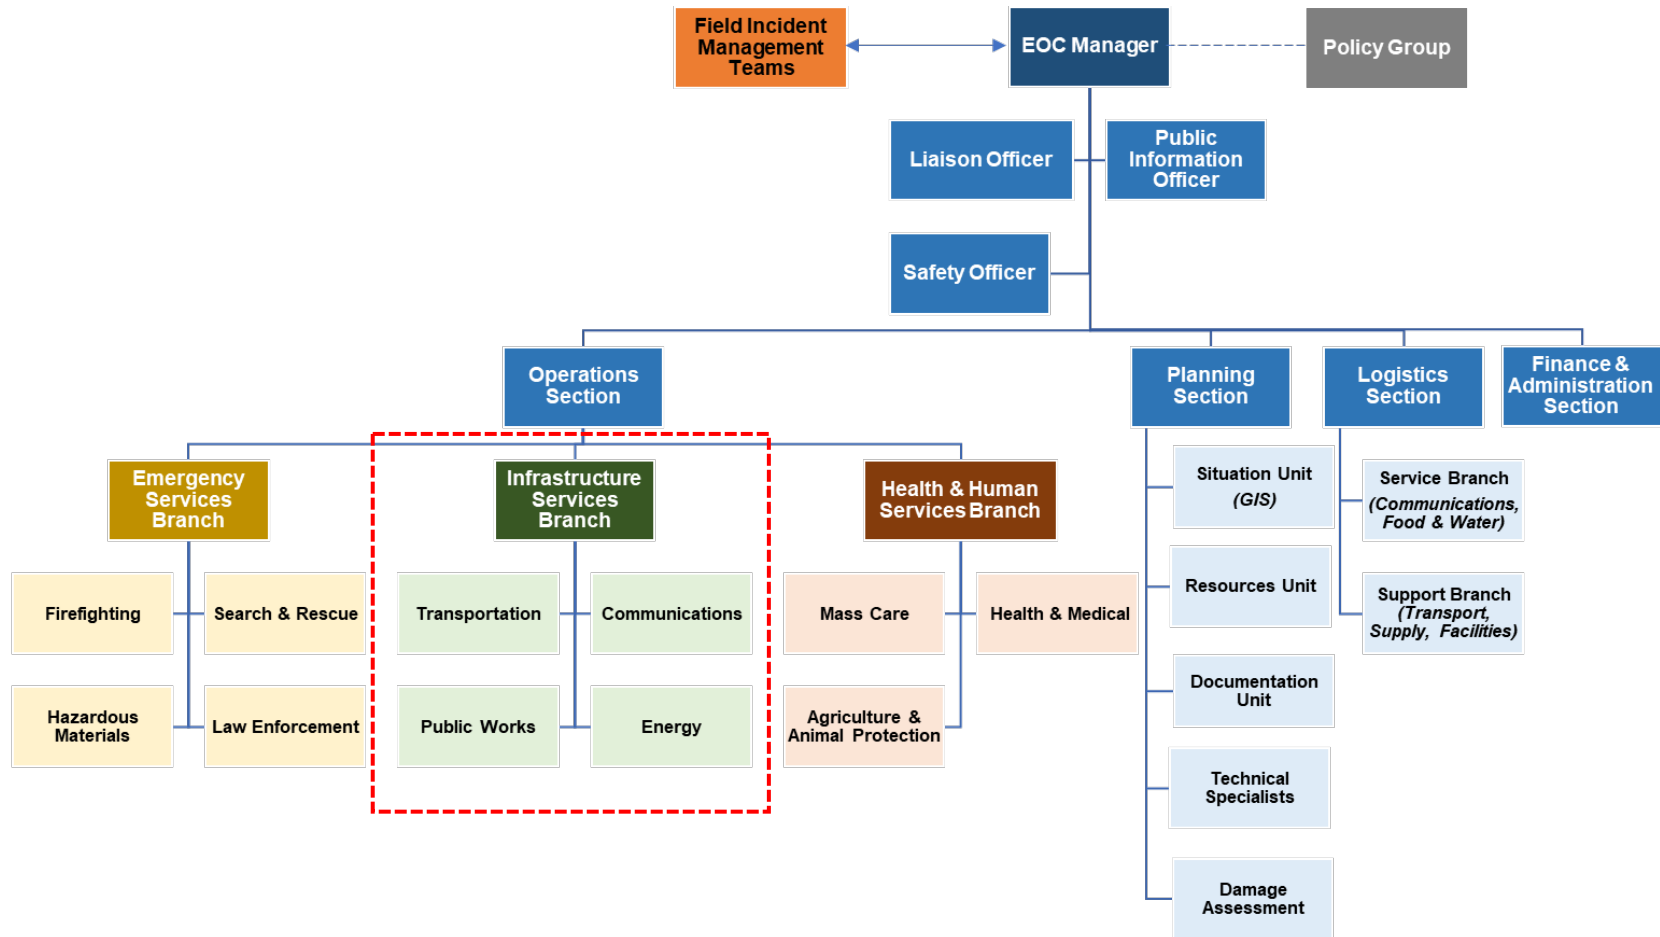 Field Incident
Management
Teams
EOC Manager
Policy Group
Liaison Officer
Public
Information
Officer
Safety Officer
Operations
Section
Planning
Section
Logistics
Section
Finance &
Administration
Section
Emergency
Services
Branch
Infrastructure
Services
Branch
Health & Human
Services Branch
Firefighting
Search & Rescue
Hazardous
Materials
Law Enforcement
Transportation
Communications
Public Works
Energy
Mass Care
Health & Medical
Agriculture &
Animal Protection
Situation Unit
(GIS)
Resources Unit
Documentation
Unit
Technical
Specialists
Damage
Assessment
Service Branch
(Communications,
Food & Water)
Support Branch
(Transport,
Supply, Facilities)